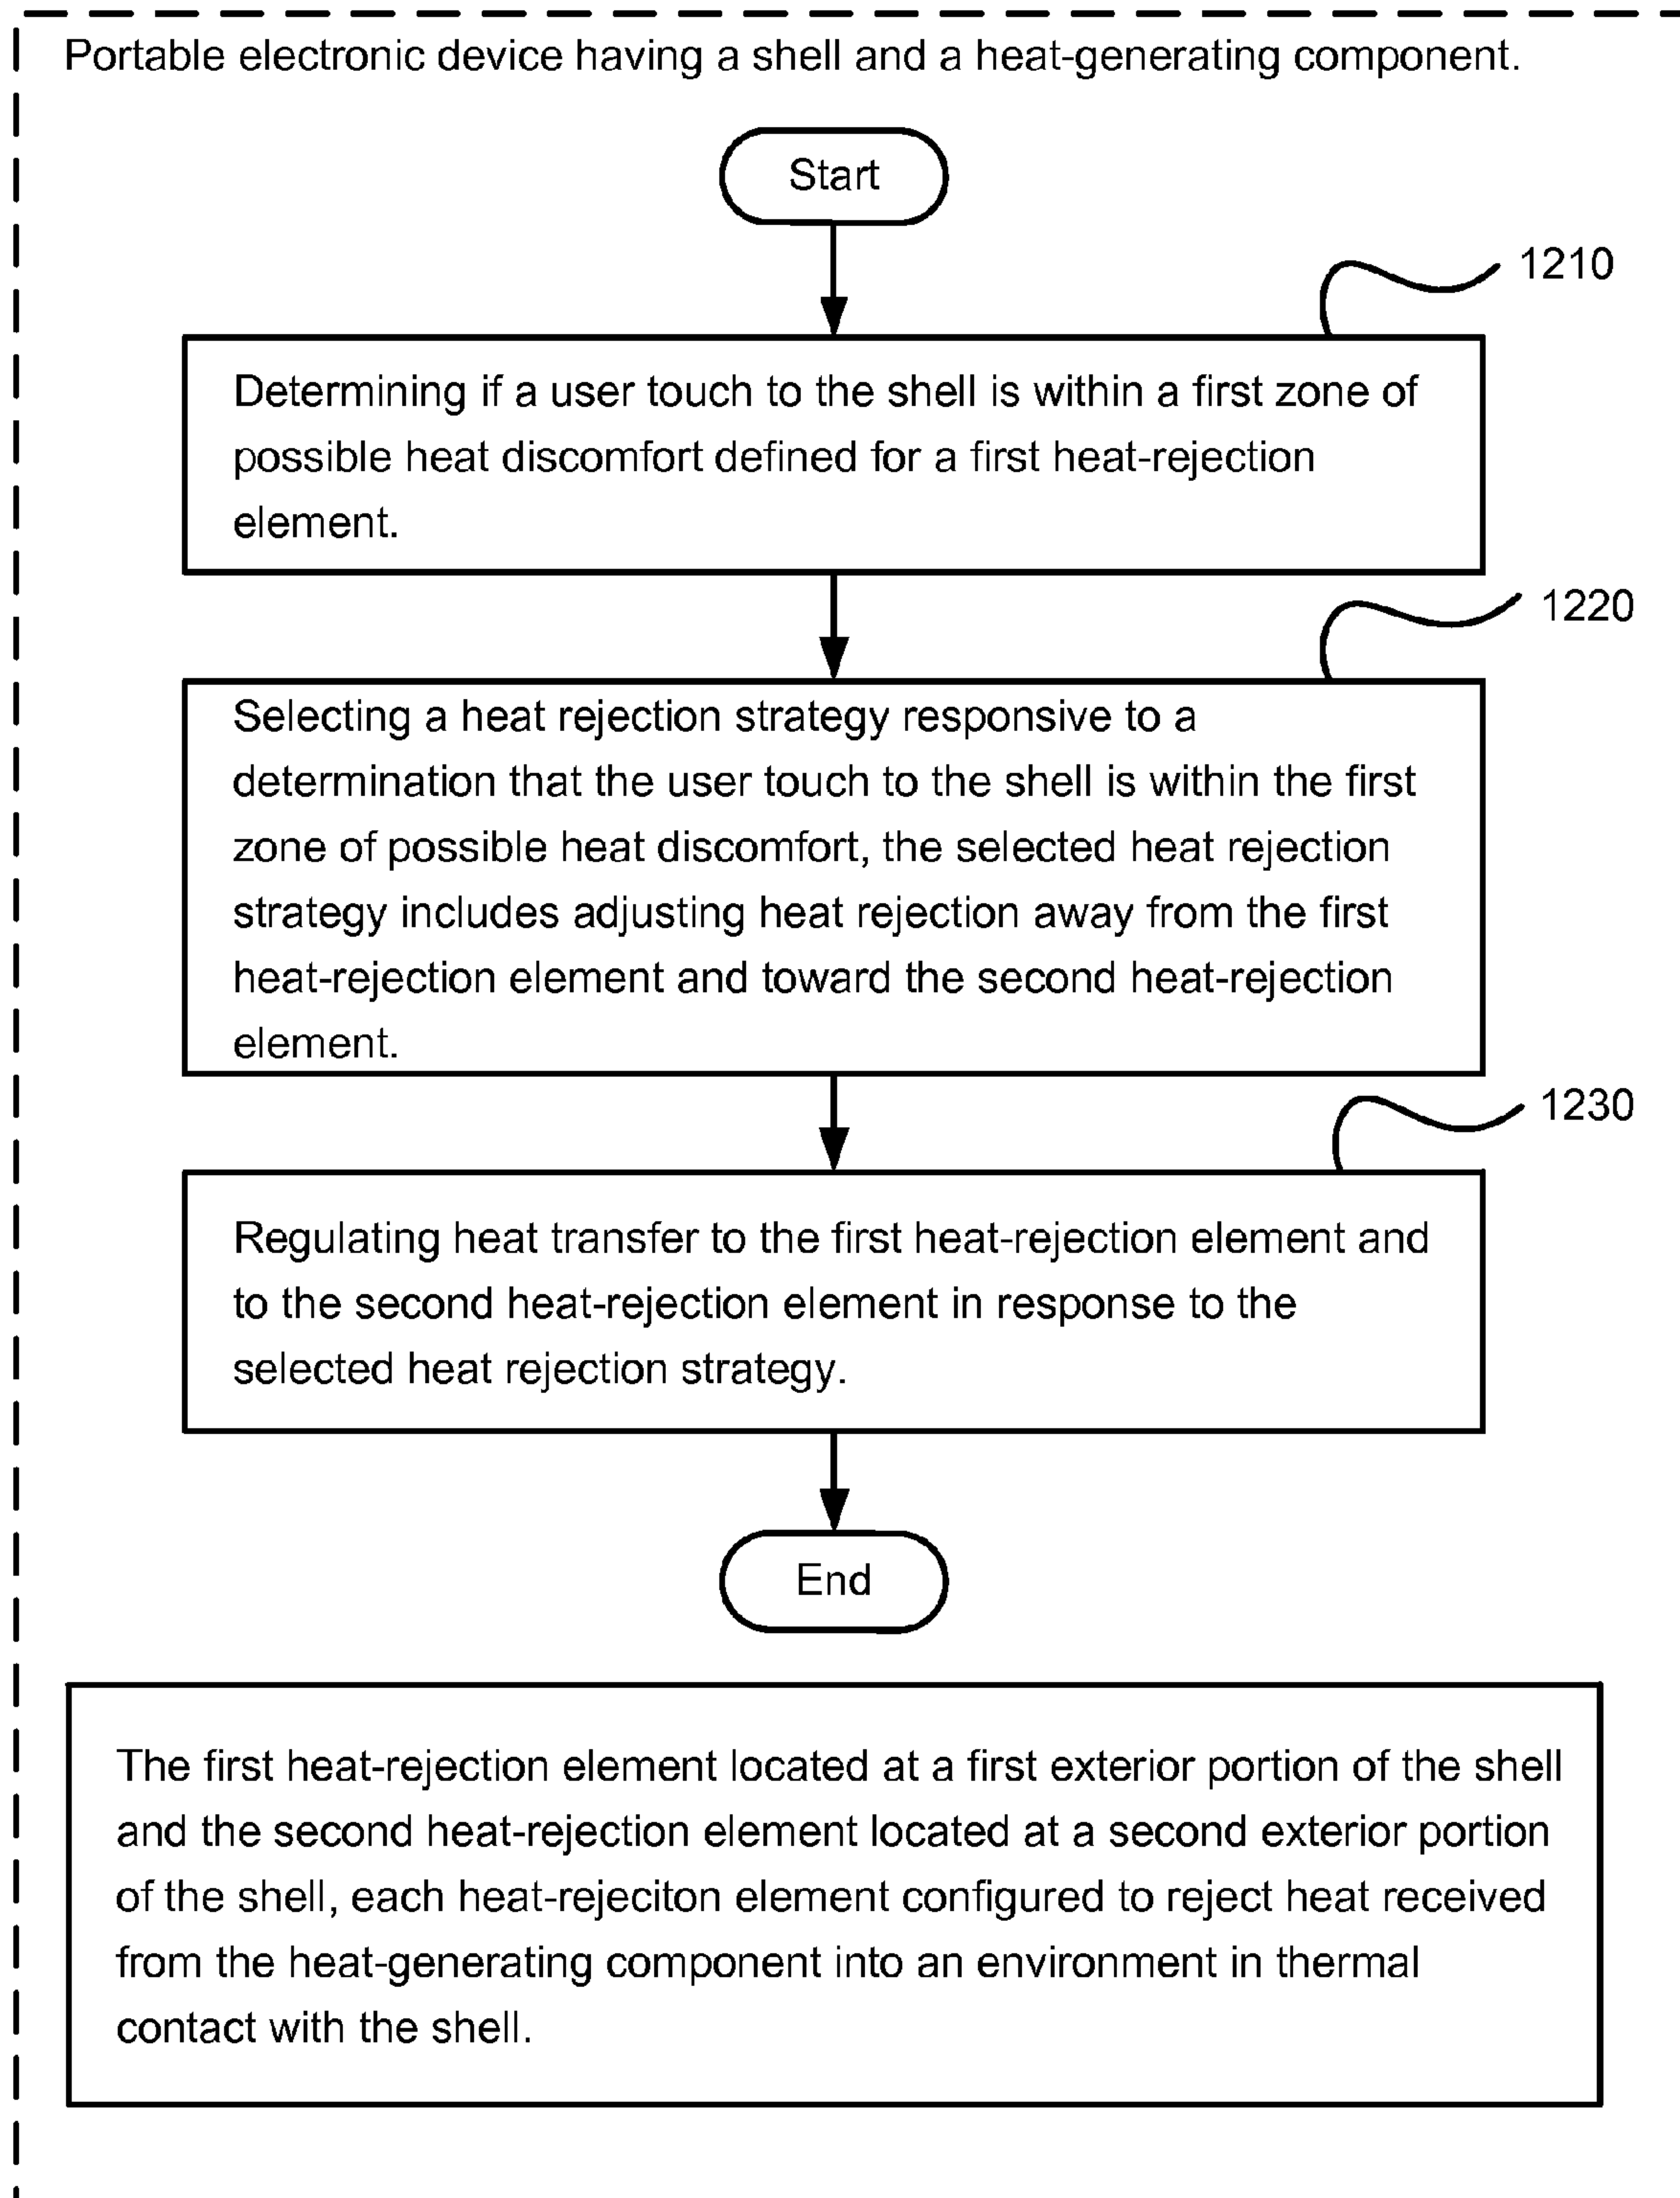 Portable electronic device having a shell and a heat-generating component.
Start
1210
Determining if a user touch to the shell is within a first zone of
possible heat discomfort defined for a first heat-rejection
element.
1220
Selecting a heat rejection strategy responsive to a
determination that the user touch to the shell is within the first
zone of possible heat discomfort, the selected heat rejection
strategy includes adjusting heat rejection away from the first
heat-rejection element and toward the second heat-rejection
element.
1230
Regulating heat transfer to the first heat-rejection element and
to the second heat-rejection element in response to the
selected heat rejection strategy.
End
The first heat-rejection element located at a first exterior portion of the shell
and the second heat-rejection element located at a second exterior portion
of the shell, each heat-rejeciton element configured to reject heat received
from the heat-generating component into an environment in thermal
contact with the shell.